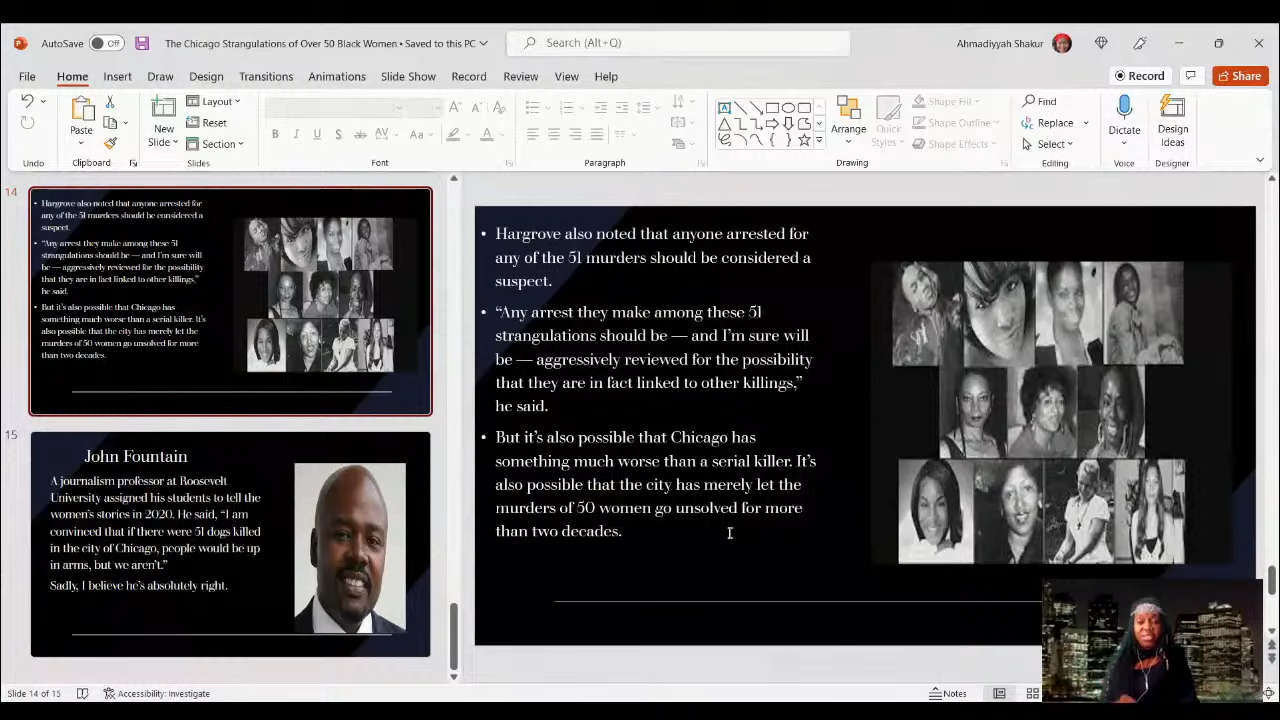 AutoSave Off The Chicago Strangulations of Over 50 Black Women • Saved to this PC Search (Alt+Q) Ahmadiyyah Shakur
File Home Insert Draw Design Transitions Animations Slide Show Record Review View Help Record Share
Paste
Clipboard
New
Slide
Layout
Reset
Section
Slides
Font
Paragraph
Arrange
Quick
Styles
Shape Fill
Shape Outline
Shape Effects
Drawing
Find
Replace
Select
Editing
Dictate
Voice
Design
Ideas
Designer
Undo
14
Hargrove also noted that anyone arrested for
any of the 51 murders should be considered a
suspect.
“Any arrest they make among these 51
strangulations should be — and I’m sure will
be — aggressively reviewed for the possibility
that they are in fact linked to other killings,”
he said.
But it’s also possible that Chicago has
something much worse than a serial killer. It’s
also possible that the city has merely let the
murders of 50 women go unsolved for more
than two decades.
15
John Fountain
A journalism professor at Roosevelt
University assigned his students to tell the
women’s stories in 2020. He said, “I am
convinced that if there were 51 dogs killed
in the city of Chicago, people would be up
in arms, but we aren’t.”
Sadly, I believe he’s absolutely right.
• Hargrove also noted that anyone arrested for
any of the 51 murders should be considered a
suspect.
• “Any arrest they make among these 51
strangulations should be — and I’m sure will
be — aggressively reviewed for the possibility
that they are in fact linked to other killings,”
he said.
• But it’s also possible that Chicago has
something much worse than a serial killer. It’s
also possible that the city has merely let the
murders of 50 women go unsolved for more
than two decades.
Slide 14 of 15 Accessibility: Investigate Notes